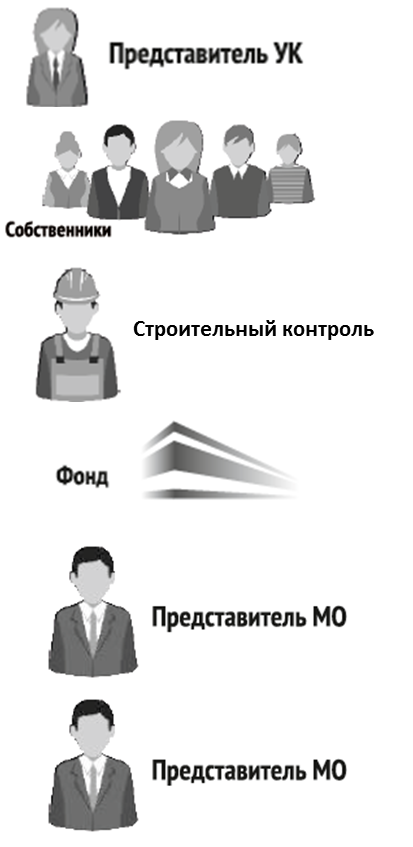 Представитель УК
Собственники
Строительный контроль
Фонд
Представитель МО
Представитель МО